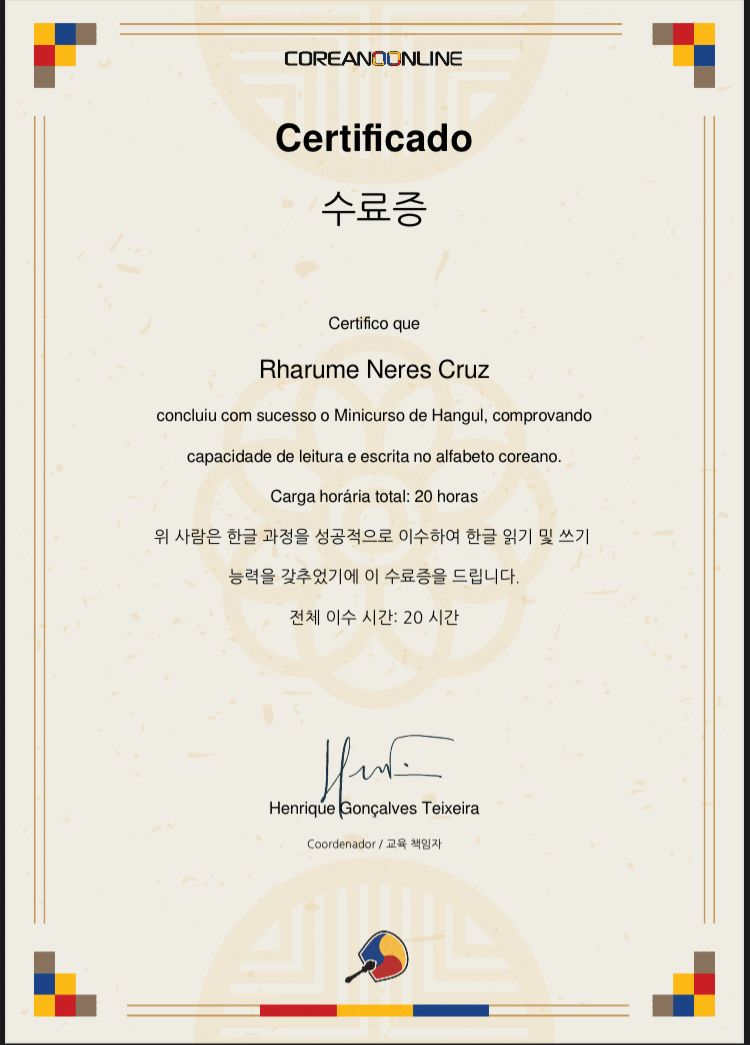 COREANOONLINE
Certificado
수료증
Certifico que
Rharume Neres Cruz
concluiu com sucesso o Minicurso de Hangul, comprovando
capacidade de leitura e escrita no alfabeto coreano.
Carga horária total: 20 horas
위 사람은 한글 과정을 성공적으로 이수하여 한글 읽기 및 쓰기
능력을 갖추었기에 이 수료증을 드립니다.
전체 이수 시간: 20 시간
Henrique Gonçalves Teixeira
Coordenador / 교육 책임자